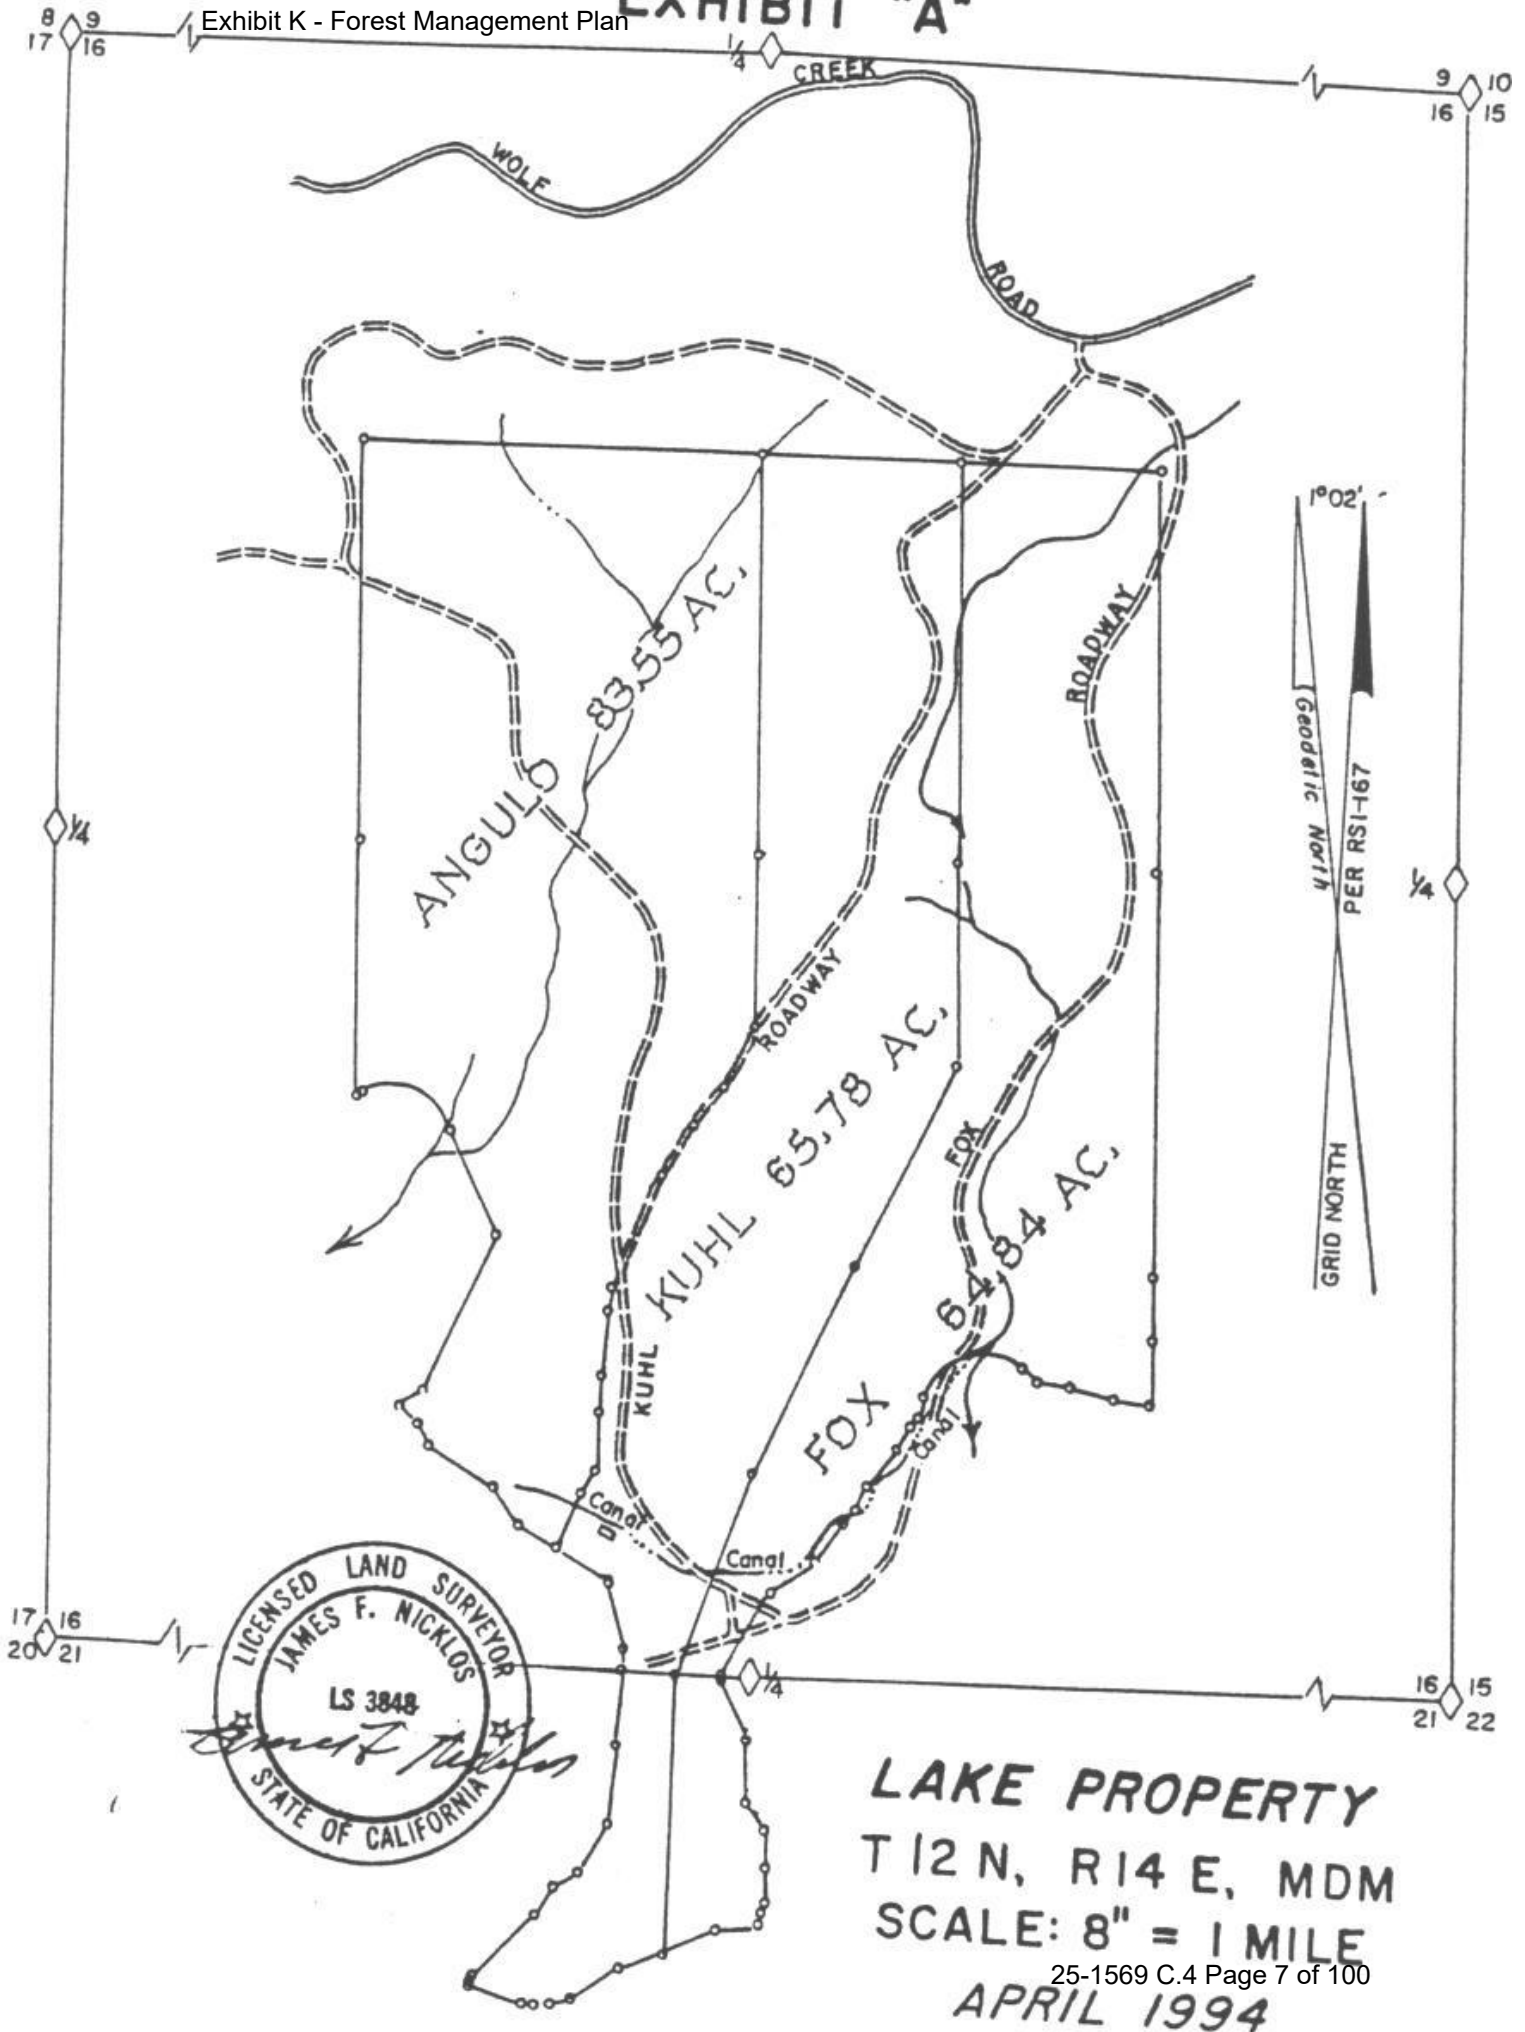 EXHIBIT "A"
Exhibit K - Forest Management Plan
8 9
17 16
1/4
9 10
16 15
CREEK
WOLF
ROAD
1°02'
ROADWAY
83.55 AC.
Geodetic North
PER RS1-167
ANGULO
1/4
1/4
ROADWAY
KUHL 65.78 AC.
FOX
64.84 AC.
GRID NORTH
KUHL
FOX
Canal
Canal
Canal
17 16
20 21
1/4
16 15
21 22
LICENSED LAND SURVEYOR
JAMES F. NICKLOS
LS 3848
STATE OF CALIFORNIA
LAKE PROPERTY
T 12 N, R 14 E, MDM
SCALE: 8" = 1 MILE
25-1569 C.4 Page 7 of 100
APRIL 1994